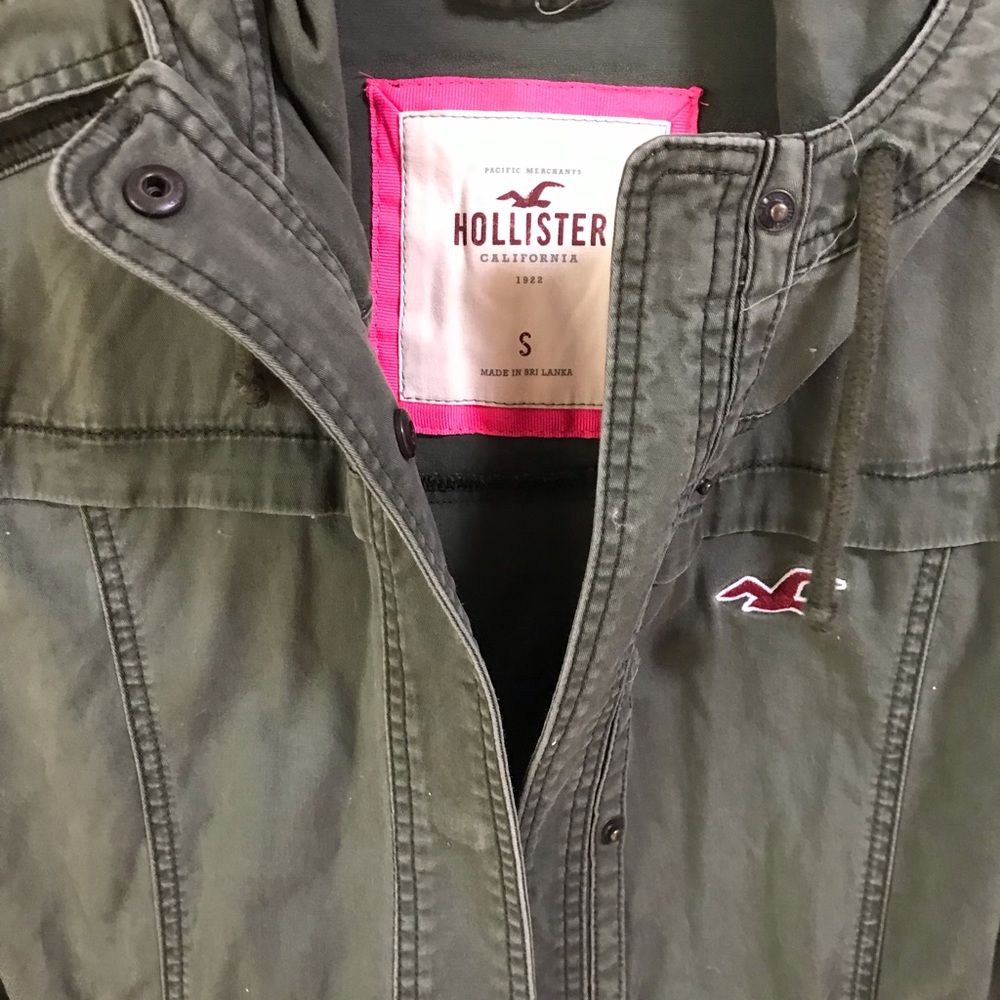 PACIFIC MERCHANTS
HOLLISTER
CALIFORNIA
1922
S
MADE IN SRI LANKA